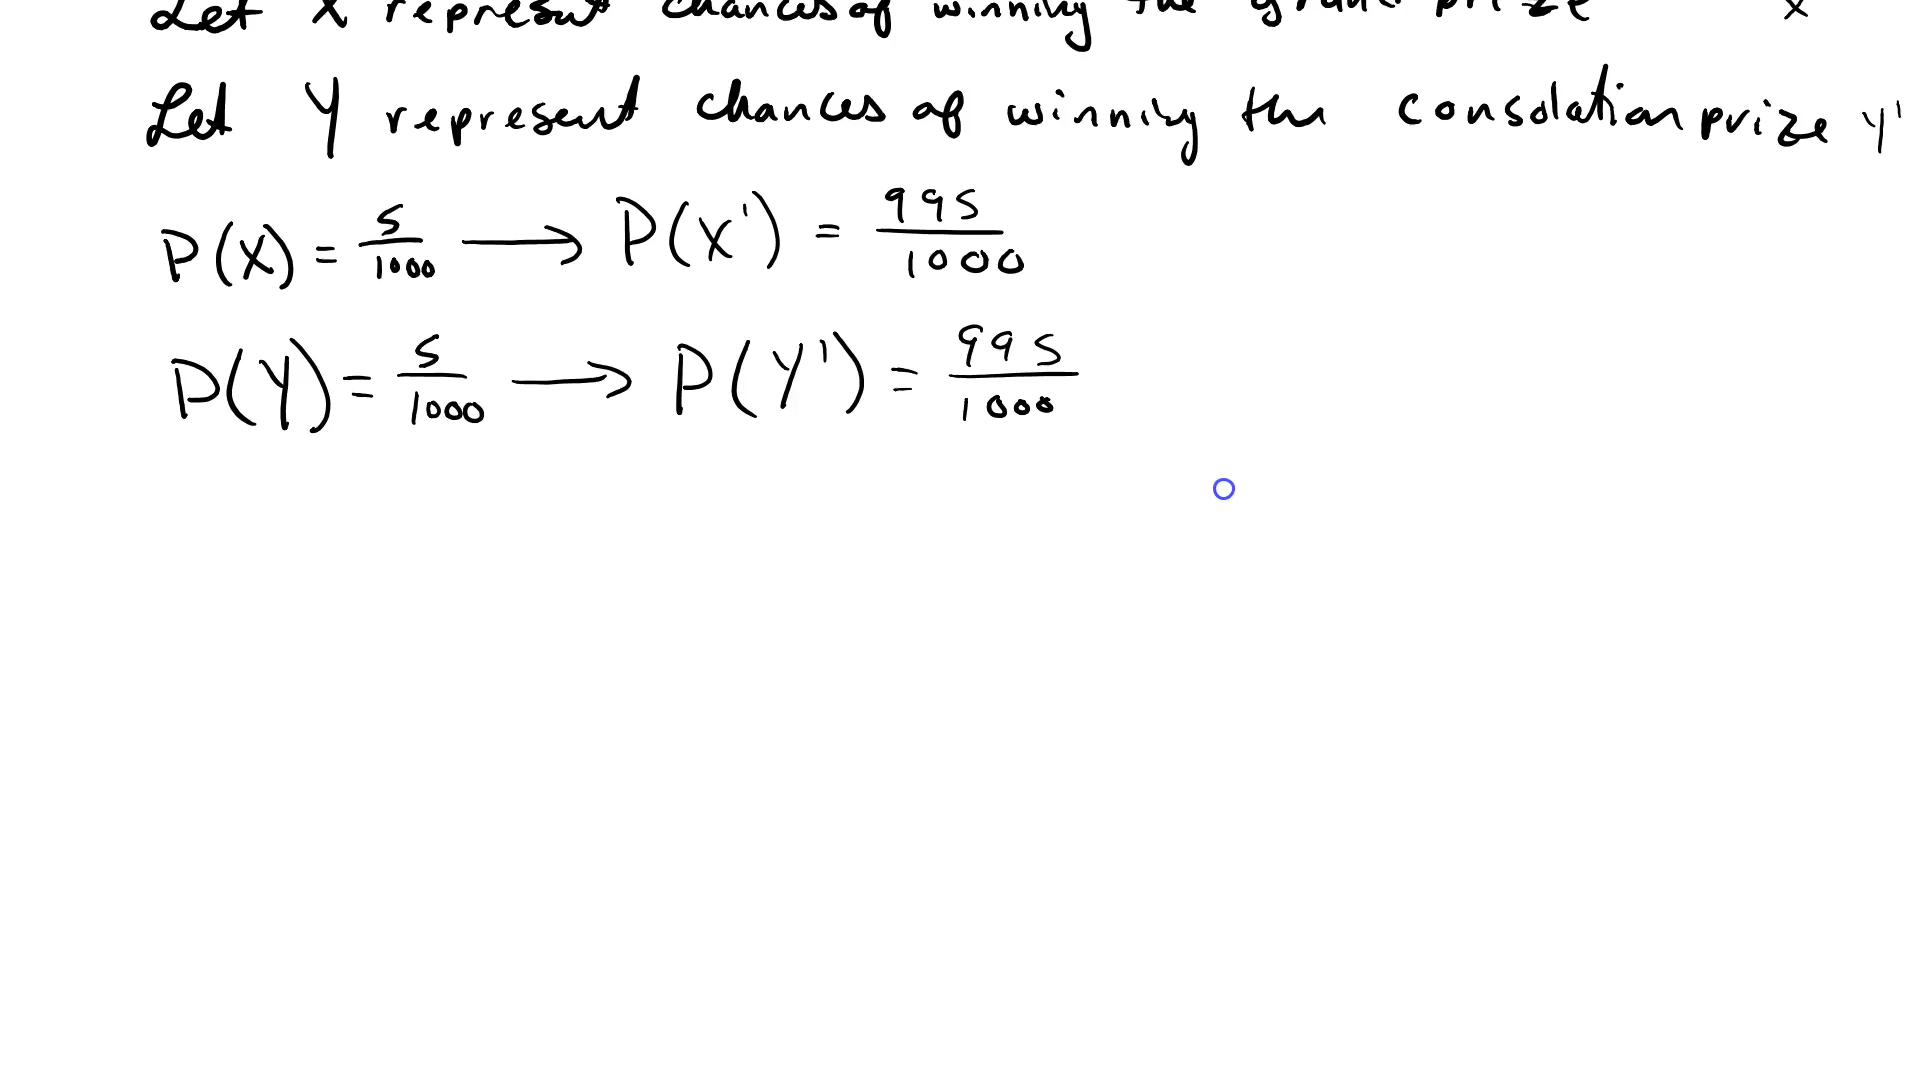 Let X represent chances of winning the grand prize X
Let Y represent chances of winning the consolation prize Y'
P(X) = 5/1000 → P(X') = 995/1000
P(Y) = 5/1000 → P(Y') = 995/1000